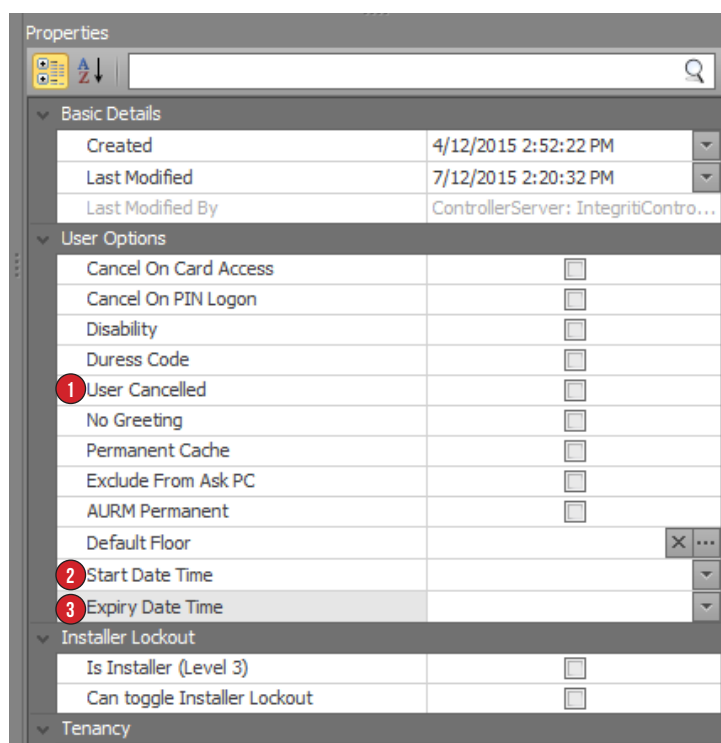 Properties
A
Z
Basic Details
Created 4/12/2015 2:52:22 PM
Last Modified 7/12/2015 2:20:32 PM
Last Modified By ControllerServer: IntegritiContro...
User Options
Cancel On Card Access
Cancel On PIN Logon
Disability
Duress Code
1 User Cancelled
No Greeting
Permanent Cache
Exclude From Ask PC
AURM Permanent
Default Floor
2 Start Date Time
3 Expiry Date Time
Installer Lockout
Is Installer (Level 3)
Can toggle Installer Lockout
Tenancy